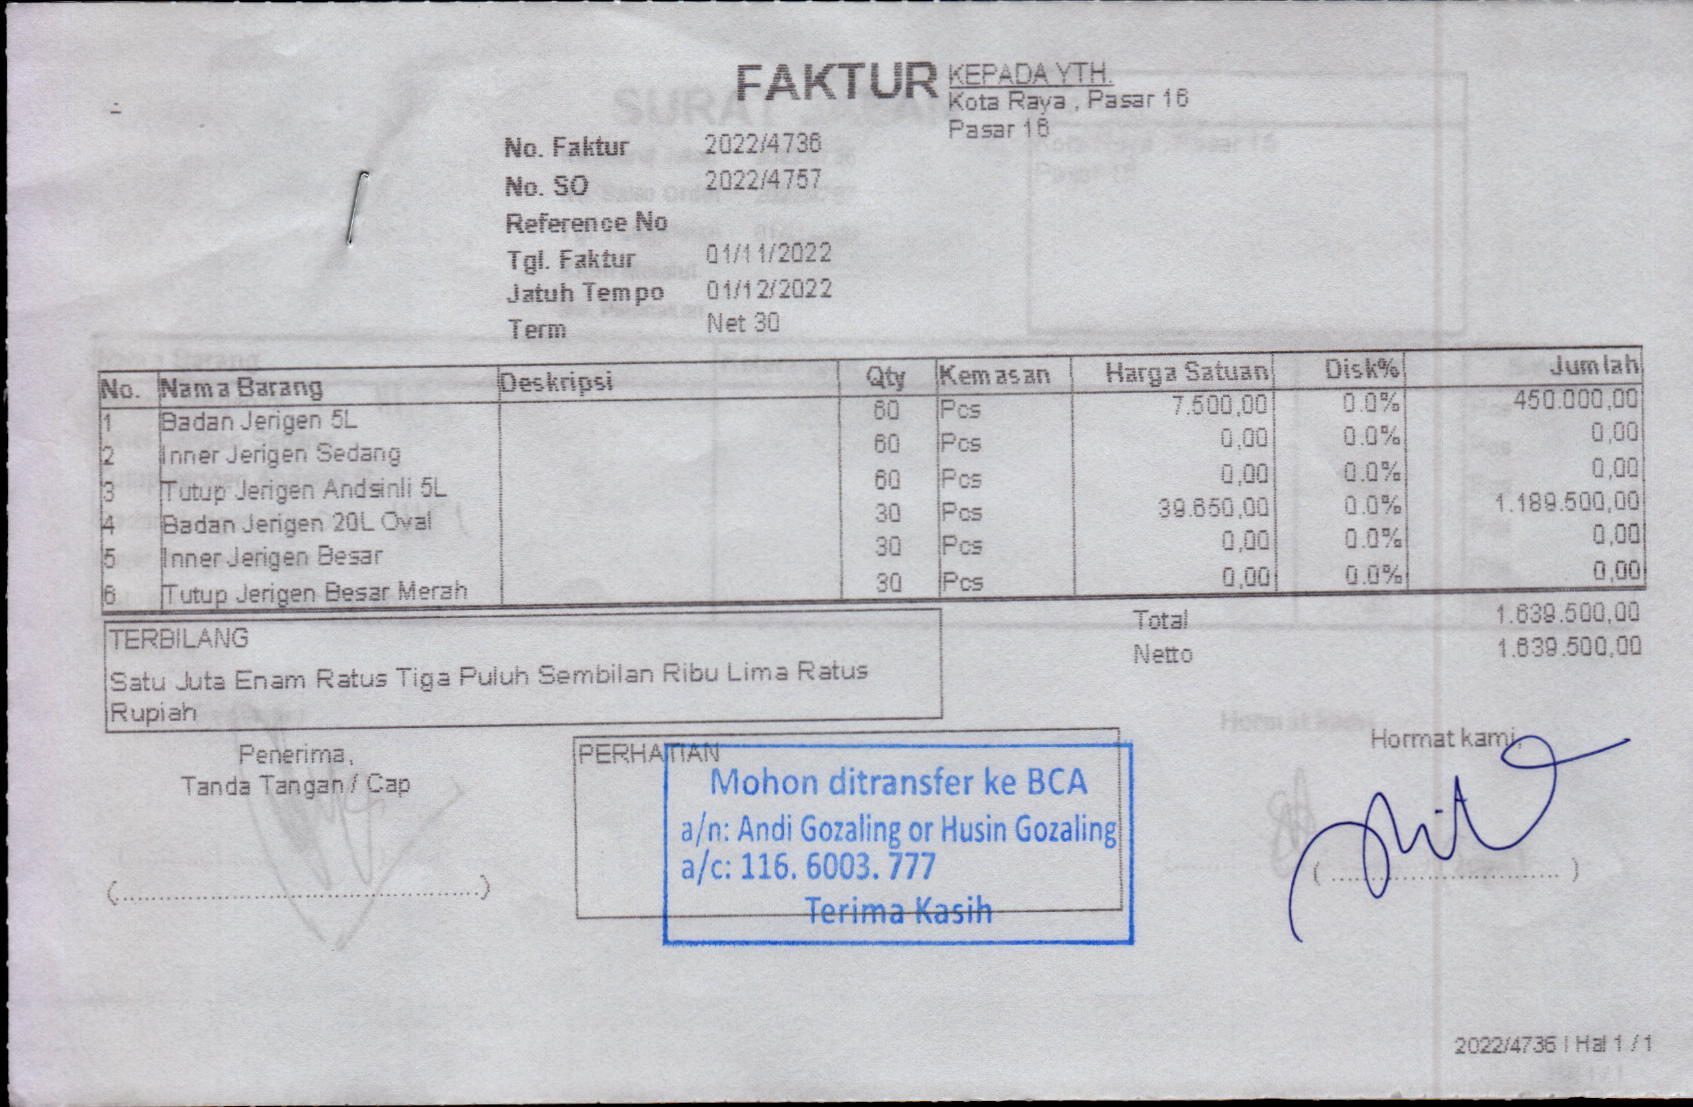 FAKTUR
KEPADA YTH.
Kota Raya , Pasar 16
Pasar 16
No. Faktur 2022/4736
No. SO 2022/4757
Reference No
Tgl. Faktur 01/11/2022
Jatuh Tempo 01/12/2022
Term Net 30
No. Nama Barang Deskripsi Qty Kemasan Harga Satuan Disk% Jumlah
1 Badan Jerigen 5L 60 Pcs 7.500,00 0.0% 450.000,00
2 Inner Jerigen Sedang 60 Pcs 0,00 0.0% 0,00
3 Tutup Jerigen Andsinli 5L 60 Pcs 0,00 0.0% 0,00
4 Badan Jerigen 20L Oval 30 Pcs 39.650,00 0.0% 1.189.500,00
5 Inner Jerigen Besar 30 Pcs 0,00 0.0% 0,00
6 Tutup Jerigen Besar Merah 30 Pcs 0,00 0.0% 0,00
Total 1.639.500,00
Netto 1.639.500,00
TERBILANG
Satu Juta Enam Ratus Tiga Puluh Sembilan Ribu Lima Ratus
Rupiah
Penerima,
Tanda Tangan / Cap
(..................................................)
PERHATIAN
Mohon ditransfer ke BCA
a/n: Andi Gozaling or Husin Gozaling
a/c: 116. 6003. 777
Terima Kasih
Hormat kami,
( ................................ )
2022/4736 | Hal 1 / 1